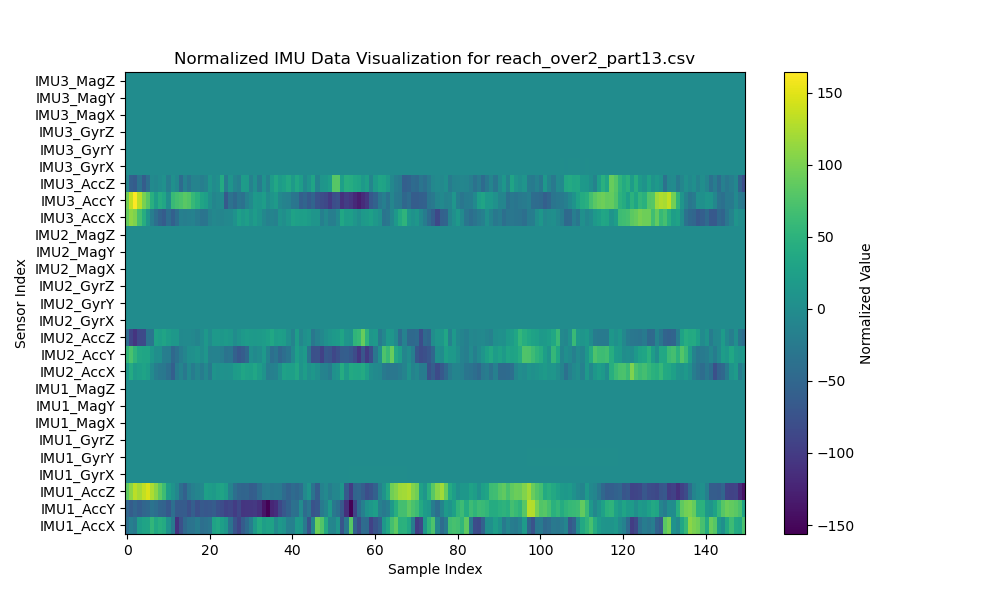 Normalized IMU Data Visualization for reach_over2_part13.csv
Sensor Index
IMU3_MagZ
IMU3_MagY
IMU3_MagX
IMU3_GyrZ
IMU3_GyrY
IMU3_GyrX
IMU3_AccZ
IMU3_AccY
IMU3_AccX
IMU2_MagZ
IMU2_MagY
IMU2_MagX
IMU2_GyrZ
IMU2_GyrY
IMU2_GyrX
IMU2_AccZ
IMU2_AccY
IMU2_AccX
IMU1_MagZ
IMU1_MagY
IMU1_MagX
IMU1_GyrZ
IMU1_GyrY
IMU1_GyrX
IMU1_AccZ
IMU1_AccY
IMU1_AccX
0 20 40 60 80 100 120 140
Sample Index
150
100
50
0
−50
−100
−150
Normalized Value